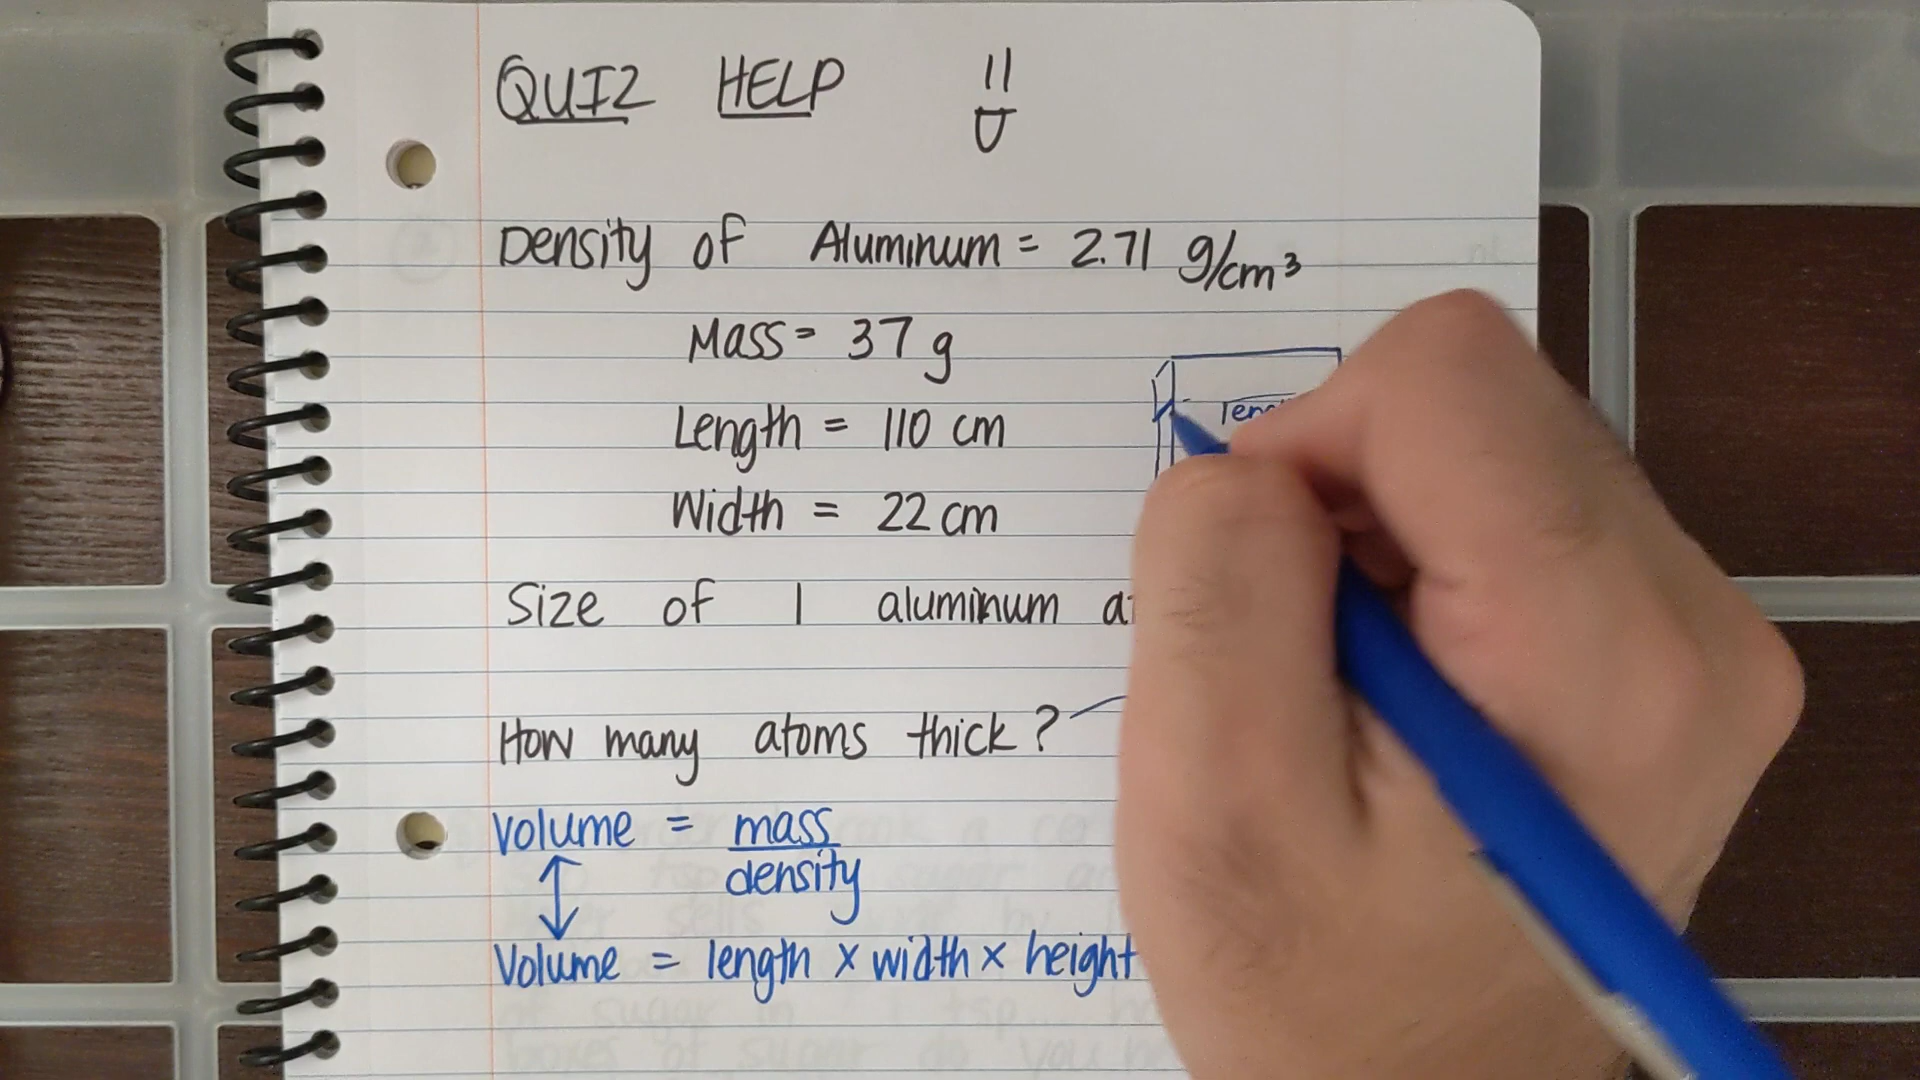 QUIZ HELP
Density of Aluminum = 2.71 g/cm³
Mass = 37 g
Length = 110 cm
Width = 22 cm
Size of 1 aluminum
How many atoms thick?
Volume = mass
density
Volume = length x width x height